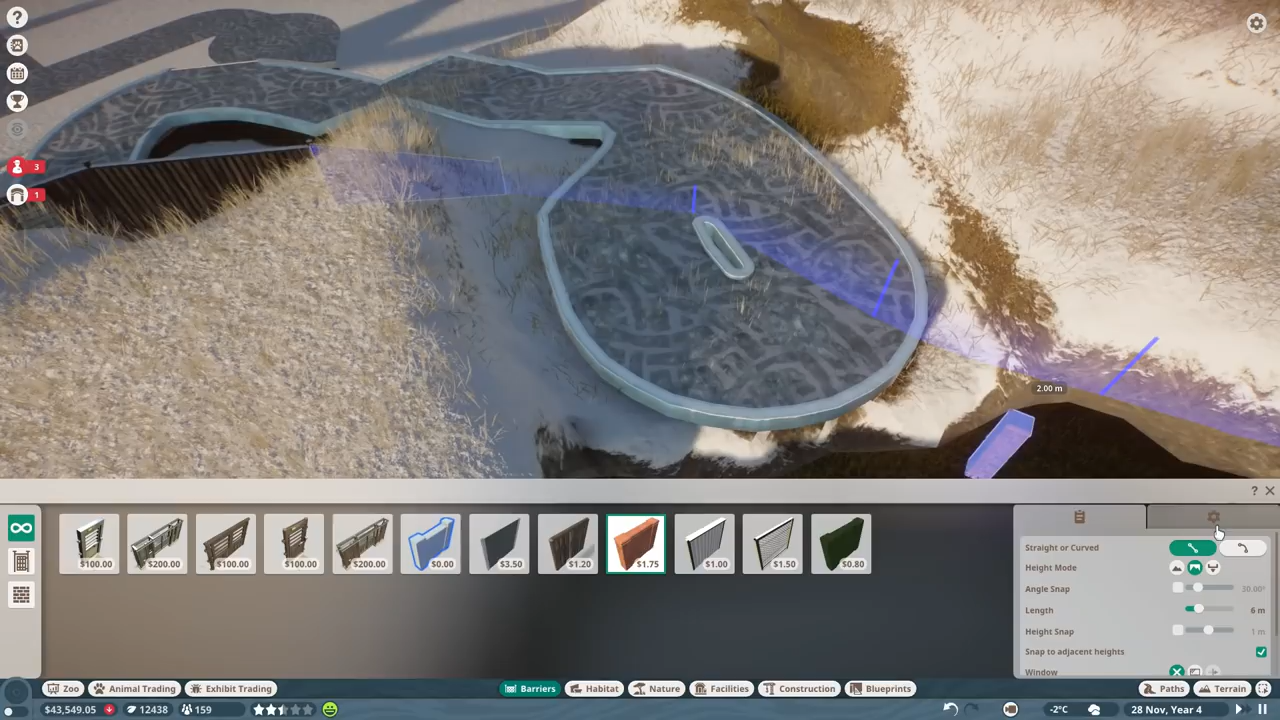 ?
3
1
2.00 m
?
$100.00
$200.00
$100.00
$100.00
$200.00
$0.00
$3.50
$1.20
$1.75
$1.00
$1.50
$0.80
Straight or Curved
Height Mode
Angle Snap
30.00°
Length
6 m
Height Snap
1 m
Snap to adjacent heights
Window
Zoo
Animal Trading
Exhibit Trading
Barriers
Habitat
Nature
Facilities
Construction
Blueprints
Paths
Terrain
$43,549.05
12438
159
-2°C
28 Nov, Year 4